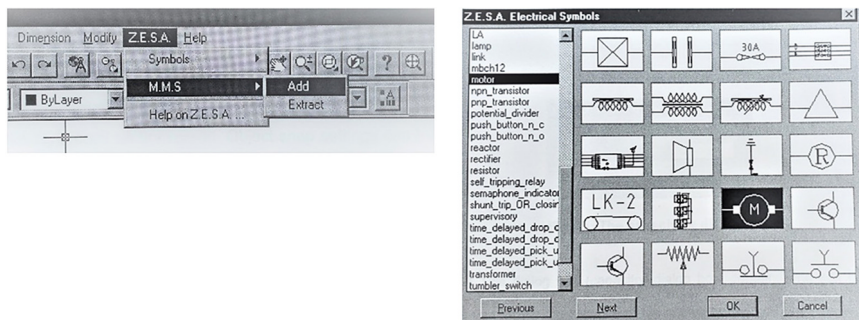 Dimension Modify Z.E.S.A. Help
Symbols
M.M.S
Add
Extract
Help on Z.E.S.A ...
ByLayer
Z.E.S.A. Electrical Symbols
LA
lamp
link
mbch12
motor
npn_transistor
pnp_transistor
potential_divider
push_button_n_c
push_button_n_o
reactor
rectifier
resistor
self_tripping_relay
semaphone_indicator
shunt_trip_OR_closin
supervisory
time_delayed_drop_o
time_delayed_drop_o
time_delayed_pick_u
time_delayed_pick_u
transformer
tumbler_switch
30A
R
LK-2
M
Previous Next OK Cancel